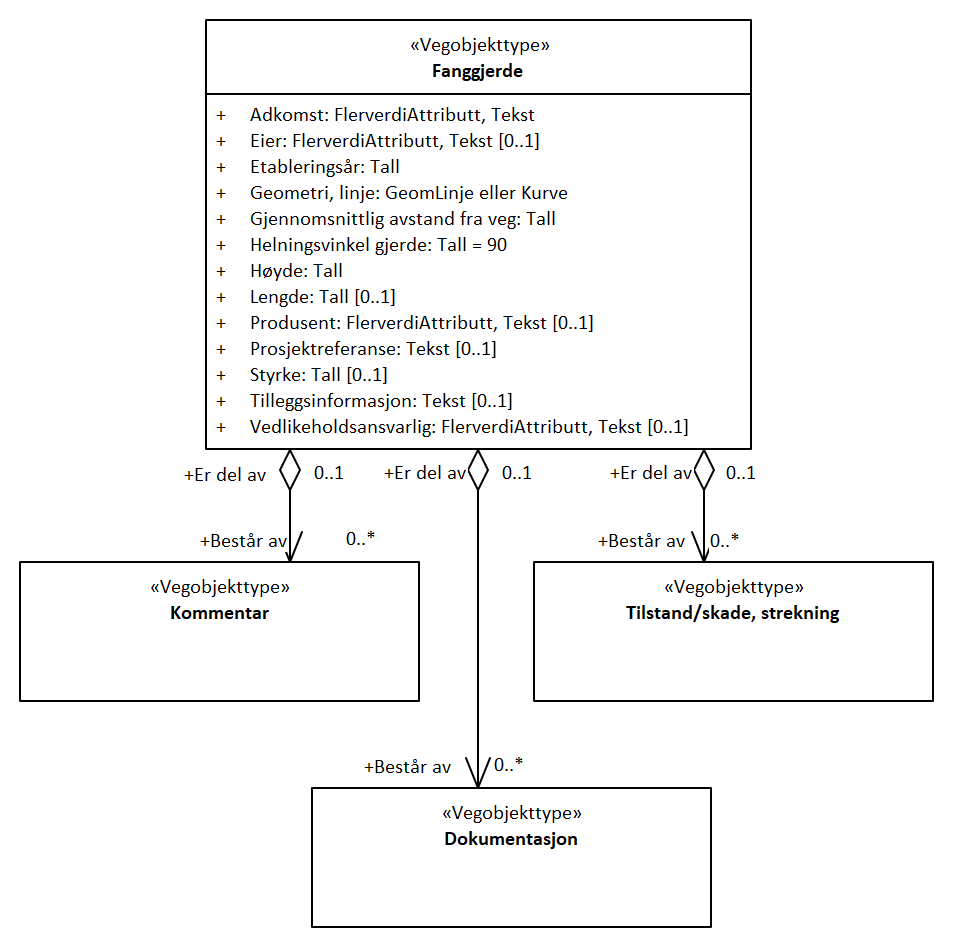 «Vegobjekttype»
Fanggjerde
+ Adkomst: FlerverdiAttributt, Tekst
+ Eier: FlerverdiAttributt, Tekst [0..1]
+ Etableringsår: Tall
+ Geometri, linje: GeomLinje eller Kurve
+ Gjennomsnittlig avstand fra veg: Tall
+ Helningsvinkel gjerde: Tall = 90
+ Høyde: Tall
+ Lengde: Tall [0..1]
+ Produsent: FlerverdiAttributt, Tekst [0..1]
+ Prosjektreferanse: Tekst [0..1]
+ Styrke: Tall [0..1]
+ Tilleggsinformasjon: Tekst [0..1]
+ Vedlikeholdsansvarlig: FlerverdiAttributt, Tekst [0..1]
+Er del av 0..1 +Er del av 0..1 +Er del av 0..1
+Består av 0..* +Består av 0..*
«Vegobjekttype»
Kommentar
«Vegobjekttype»
Tilstand/skade, strekning
+Består av 0..*
«Vegobjekttype»
Dokumentasjon